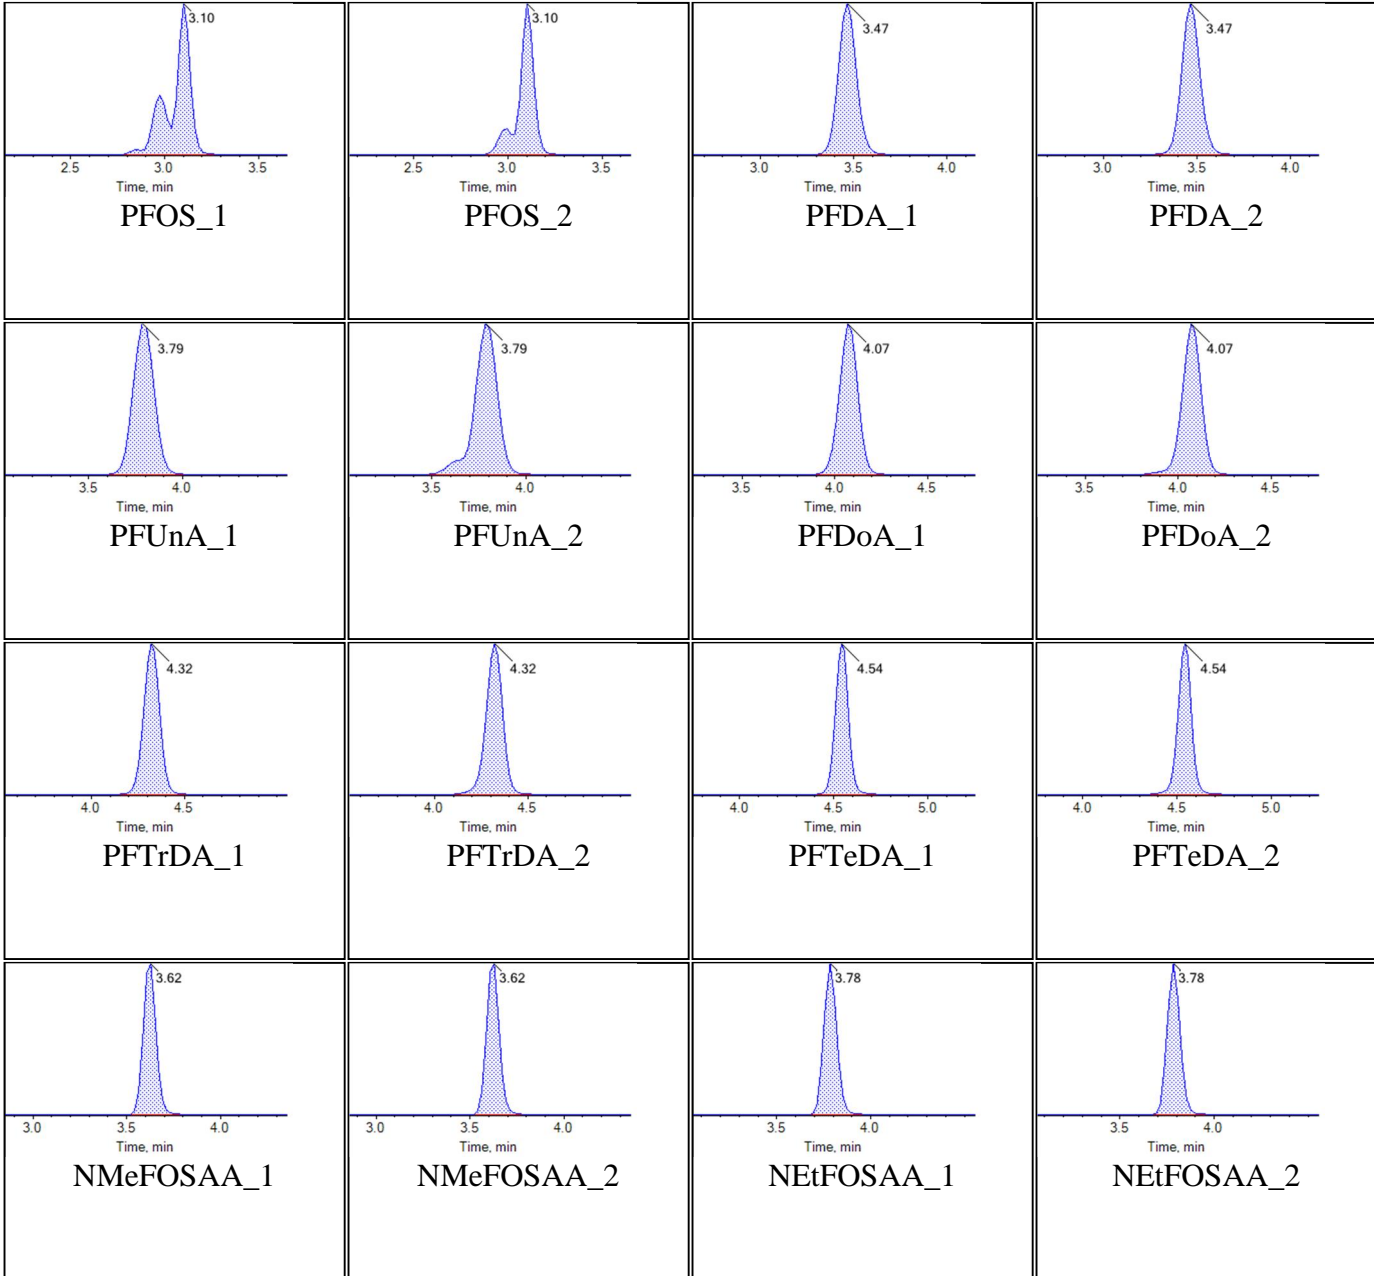 3.10
2.5 3.0 3.5
Time, min
PFOS_1
3.10
2.5 3.0 3.5
Time, min
PFOS_2
3.47
3.0 3.5 4.0
Time, min
PFDA_1
3.47
3.0 3.5 4.0
Time, min
PFDA_2
3.79
3.5 4.0
Time, min
PFUnA_1
3.79
3.5 4.0
Time, min
PFUnA_2
4.07
3.5 4.0 4.5
Time, min
PFDoA_1
4.07
3.5 4.0 4.5
Time, min
PFDoA_2
4.32
4.0 4.5
Time, min
PFTrDA_1
4.32
4.0 4.5
Time, min
PFTrDA_2
4.54
4.0 4.5 5.0
Time, min
PFTeDA_1
4.54
4.0 4.5 5.0
Time, min
PFTeDA_2
3.62
3.0 3.5 4.0
Time, min
NMeFOSAA_1
3.62
3.0 3.5 4.0
Time, min
NMeFOSAA_2
3.78
3.5 4.0
Time, min
NEtFOSAA_1
3.78
3.5 4.0
Time, min
NEtFOSAA_2